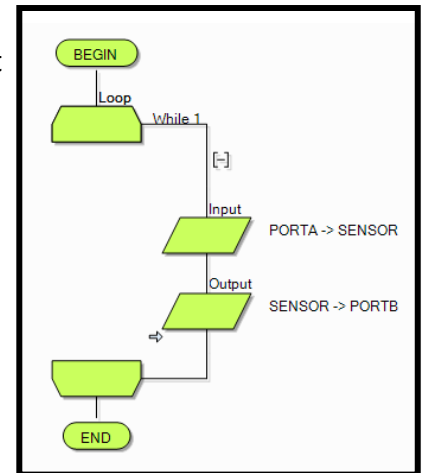 BEGIN
Loop
While 1
[-]
Input
PORTA -> SENSOR
Output
SENSOR -> PORTB
END